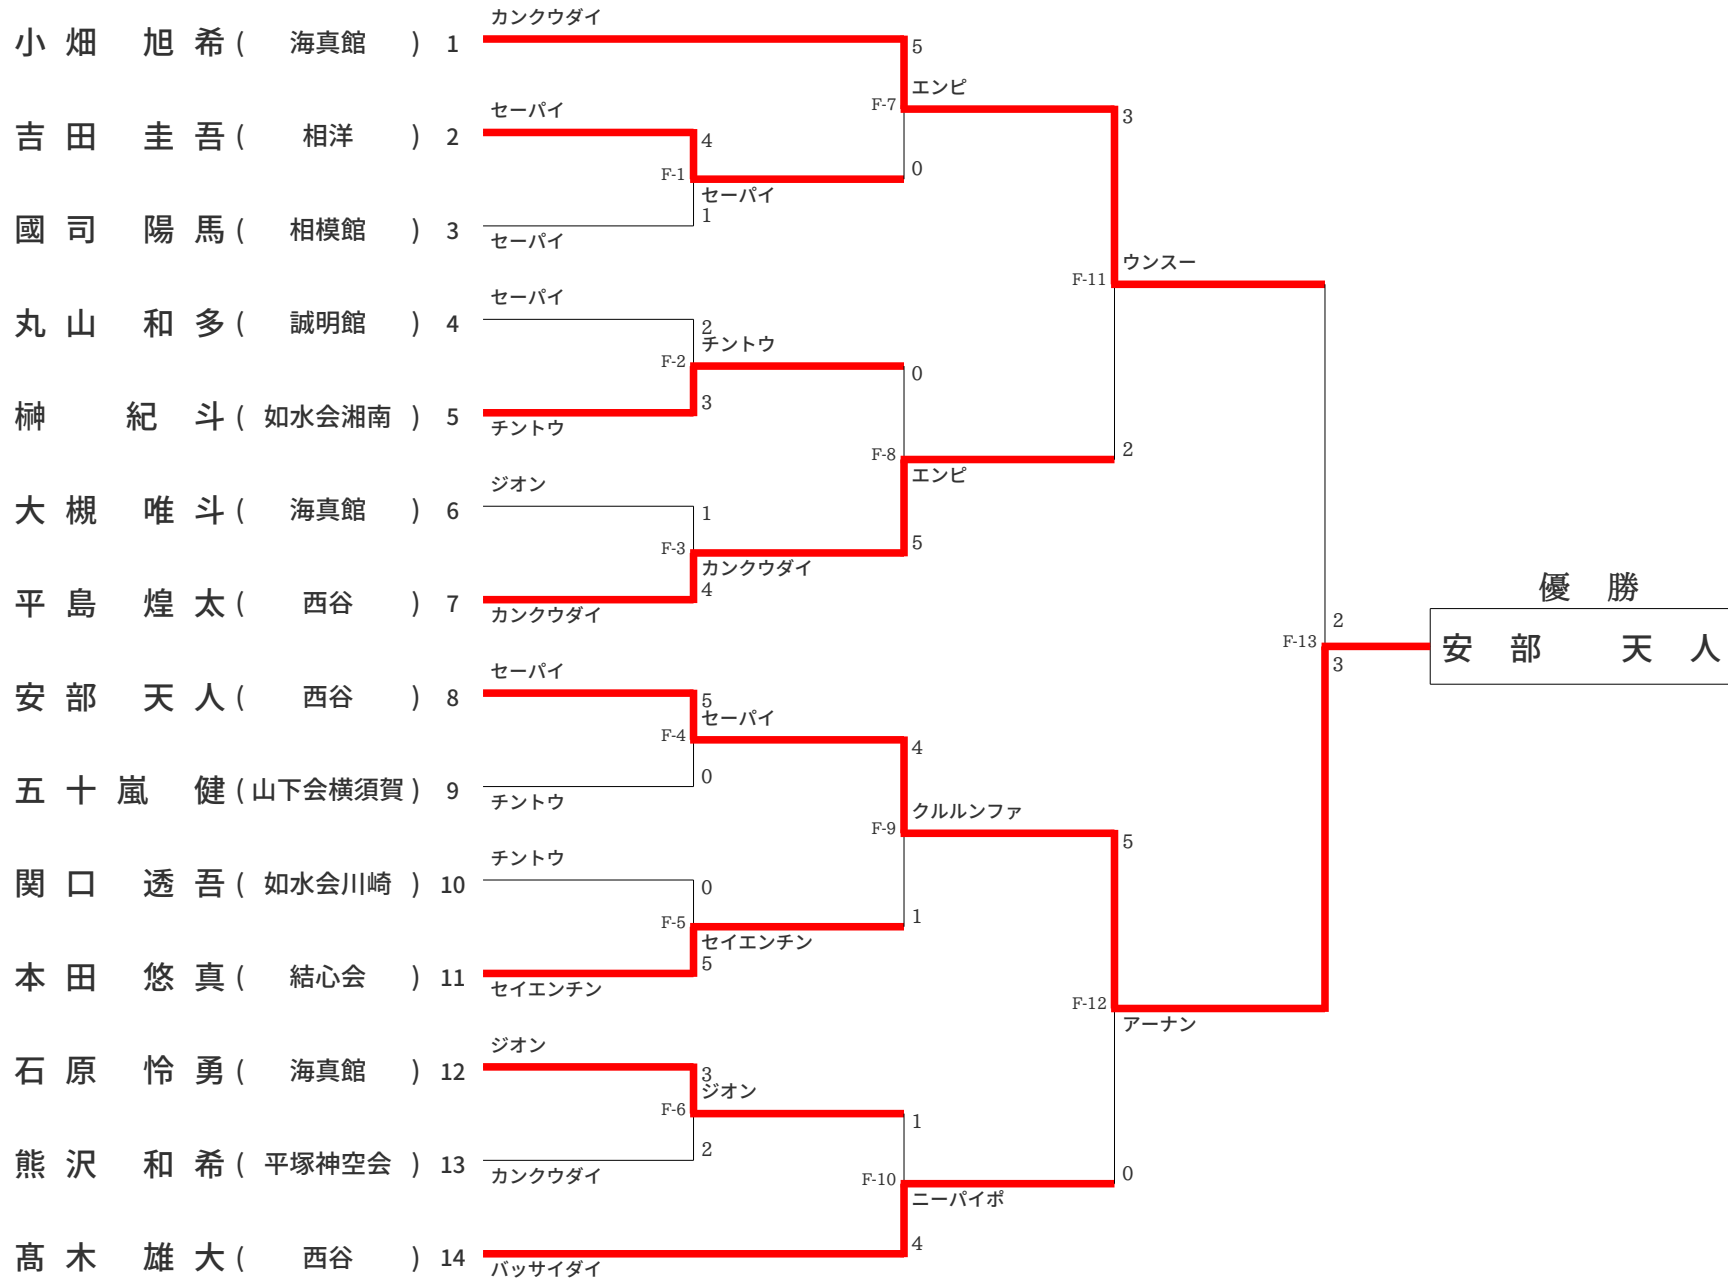 カンクウダイ
小畑 旭希 ( 海真館 ) 1
5
エンピ
F-7
3
セーパイ
吉田 圭吾 ( 相洋 ) 2
4
0
F-1
セーパイ
1
國司 陽馬 ( 相模館 ) 3
セーパイ
ウンスー
F-11
セーパイ
丸山 和多 ( 誠明館 ) 4
2
チントウ
F-2
0
3
榊 紀斗 ( 如水会湘南 ) 5
チントウ
2
F-8
エンピ
ジオン
大槻 唯斗 ( 海真館 ) 6
1
5
F-3
カンクウダイ
4
平島 煌太 ( 西谷 ) 7
カンクウダイ
優勝
2
F-13
安部 天人
3
セーパイ
安部 天人 ( 西谷 ) 8
5
セーパイ
F-4
4
0
五十嵐 健 ( 山下会横須賀 ) 9
チントウ
クルルンファ
F-9
5
チントウ
関口 透吾 ( 如水会川崎 ) 10
0
1
F-5
セイエンチン
5
本田 悠真 ( 結心会 ) 11
セイエンチン
F-12
アーナン
ジオン
石原 怜勇 ( 海真館 ) 12
3
ジオン
F-6
1
2
熊沢 和希 ( 平塚神空会 ) 13
カンクウダイ
0
F-10
ニーパイポ
4
髙木 雄大 ( 西谷 ) 14
バッサイダイ